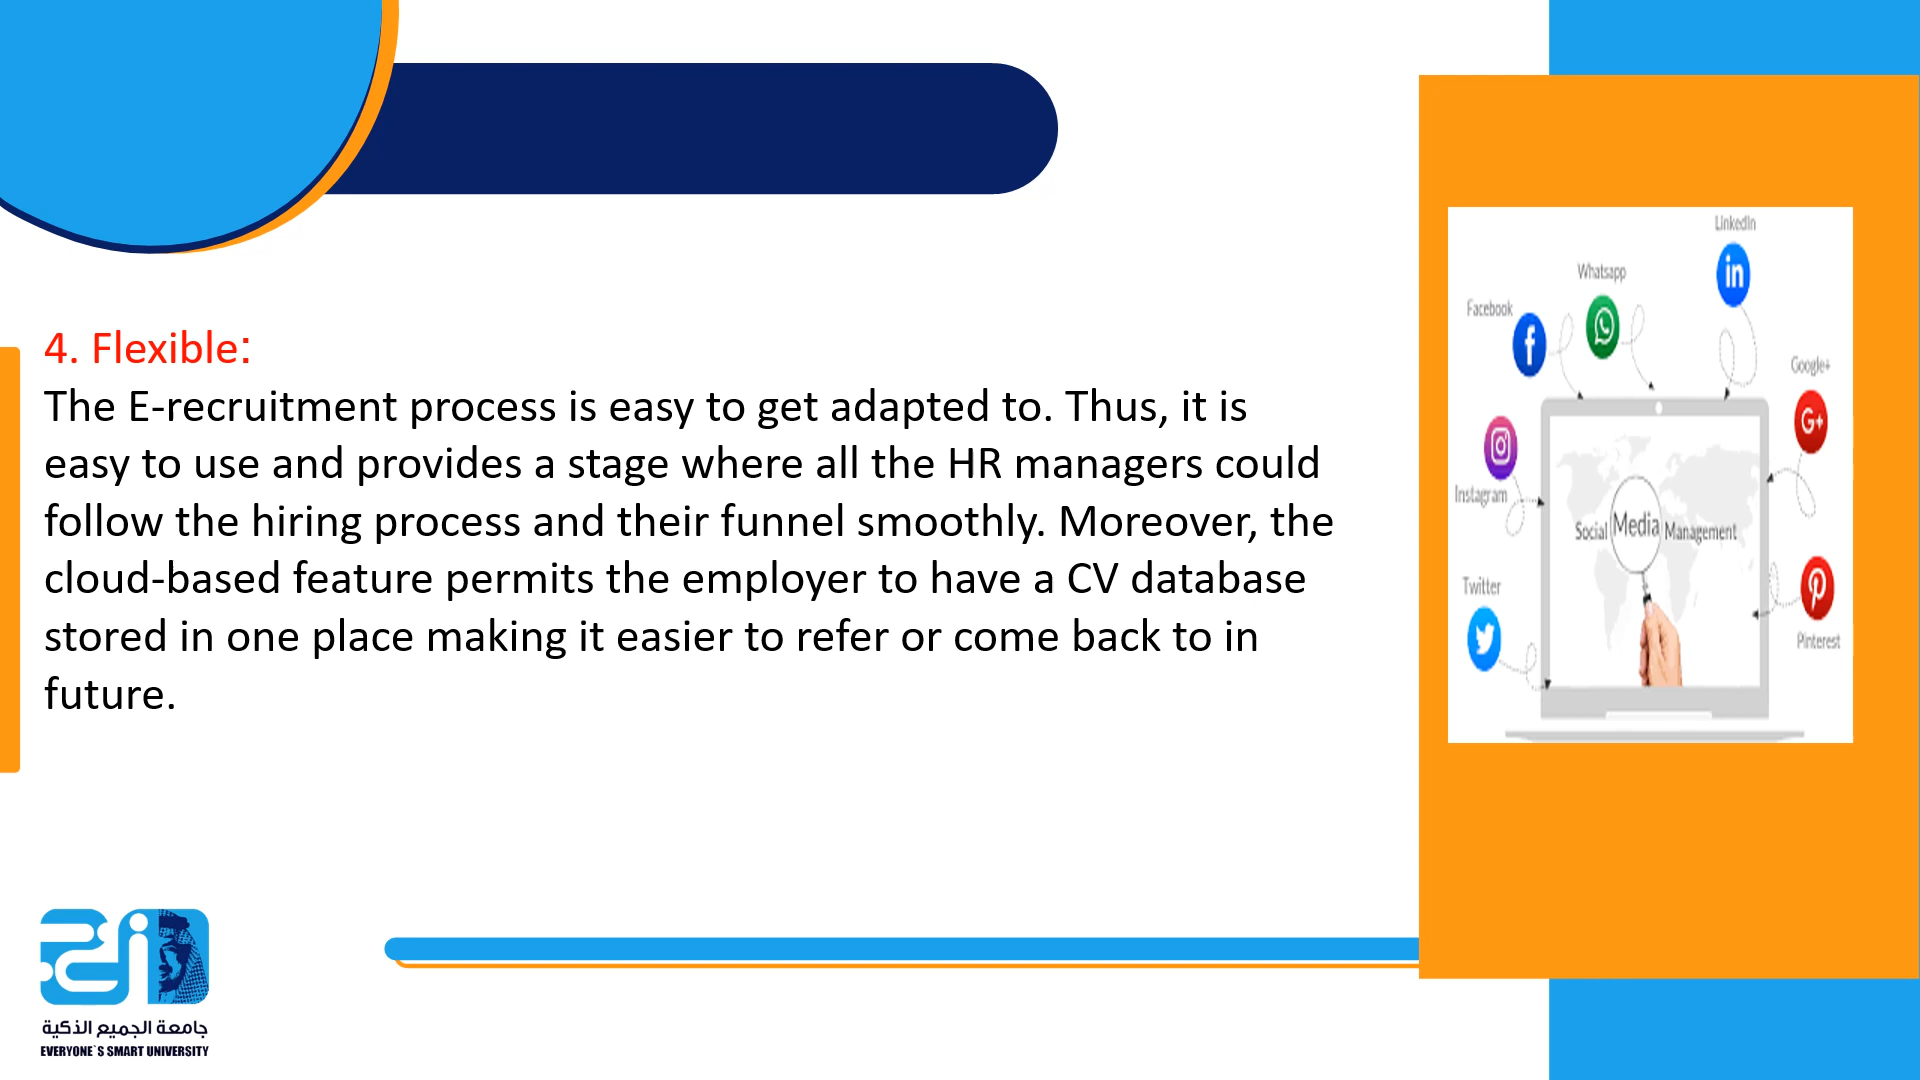 4. Flexible:
The E-recruitment process is easy to get adapted to. Thus, it is
easy to use and provides a stage where all the HR managers could
follow the hiring process and their funnel smoothly. Moreover, the
cloud-based feature permits the employer to have a CV database
stored in one place making it easier to refer or come back to in
future.
LinkedIn
in
Whatsapp
Facebook
f
Google+
G+
Instagram
Social Media Management
Twitter
Pinterest
جامعة الجميع الذكية
EVERYONE`S SMART UNIVERSITY